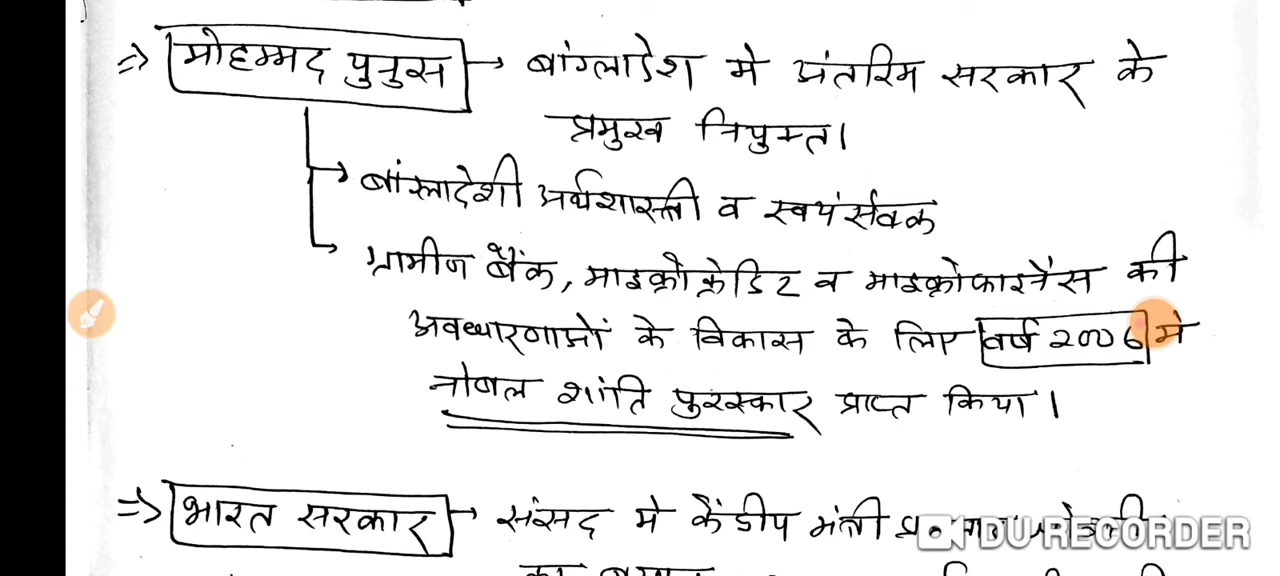 ⇒ मोहम्मद युनुस → बांग्लादेश मे अंतरिम सरकार के
प्रमुख नियुक्त।
→ बांग्लादेशी अर्थशास्त्री व स्वयंसेवक
ग्रामीण बैंक, माइक्रोक्रेडिट व माइक्रोफाइनैंस की
अवधारणाओं के विकास के लिए वर्ष 2006 मे
नोबल शांति पुरस्कार प्राप्त किया।
⇒ भारत सरकार → संसद मे केंद्रीय मंत्री
DU RECORDER